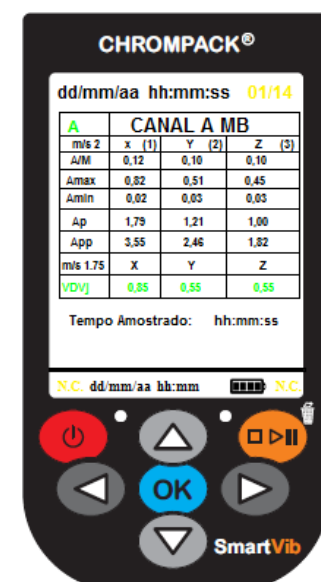 CHROMPACK®
dd/mm/aa hh:mm:ss 01/14
A CANAL A MB
m/s 2 x (1) Y (2) Z (3)
A/M 0,12 0,10 0,10
Amax 0,82 0,51 0,45
Amin 0,02 0,03 0,03
Ap 1,79 1,21 1,00
App 3,55 2,46 1,82
m/s 1.75 X Y Z
VDVj 0,85 0,55 0,55
Tempo Amostrado: hh:mm:ss
N.C. dd/mm/aa hh:mm N.C.
OK
SmartVib